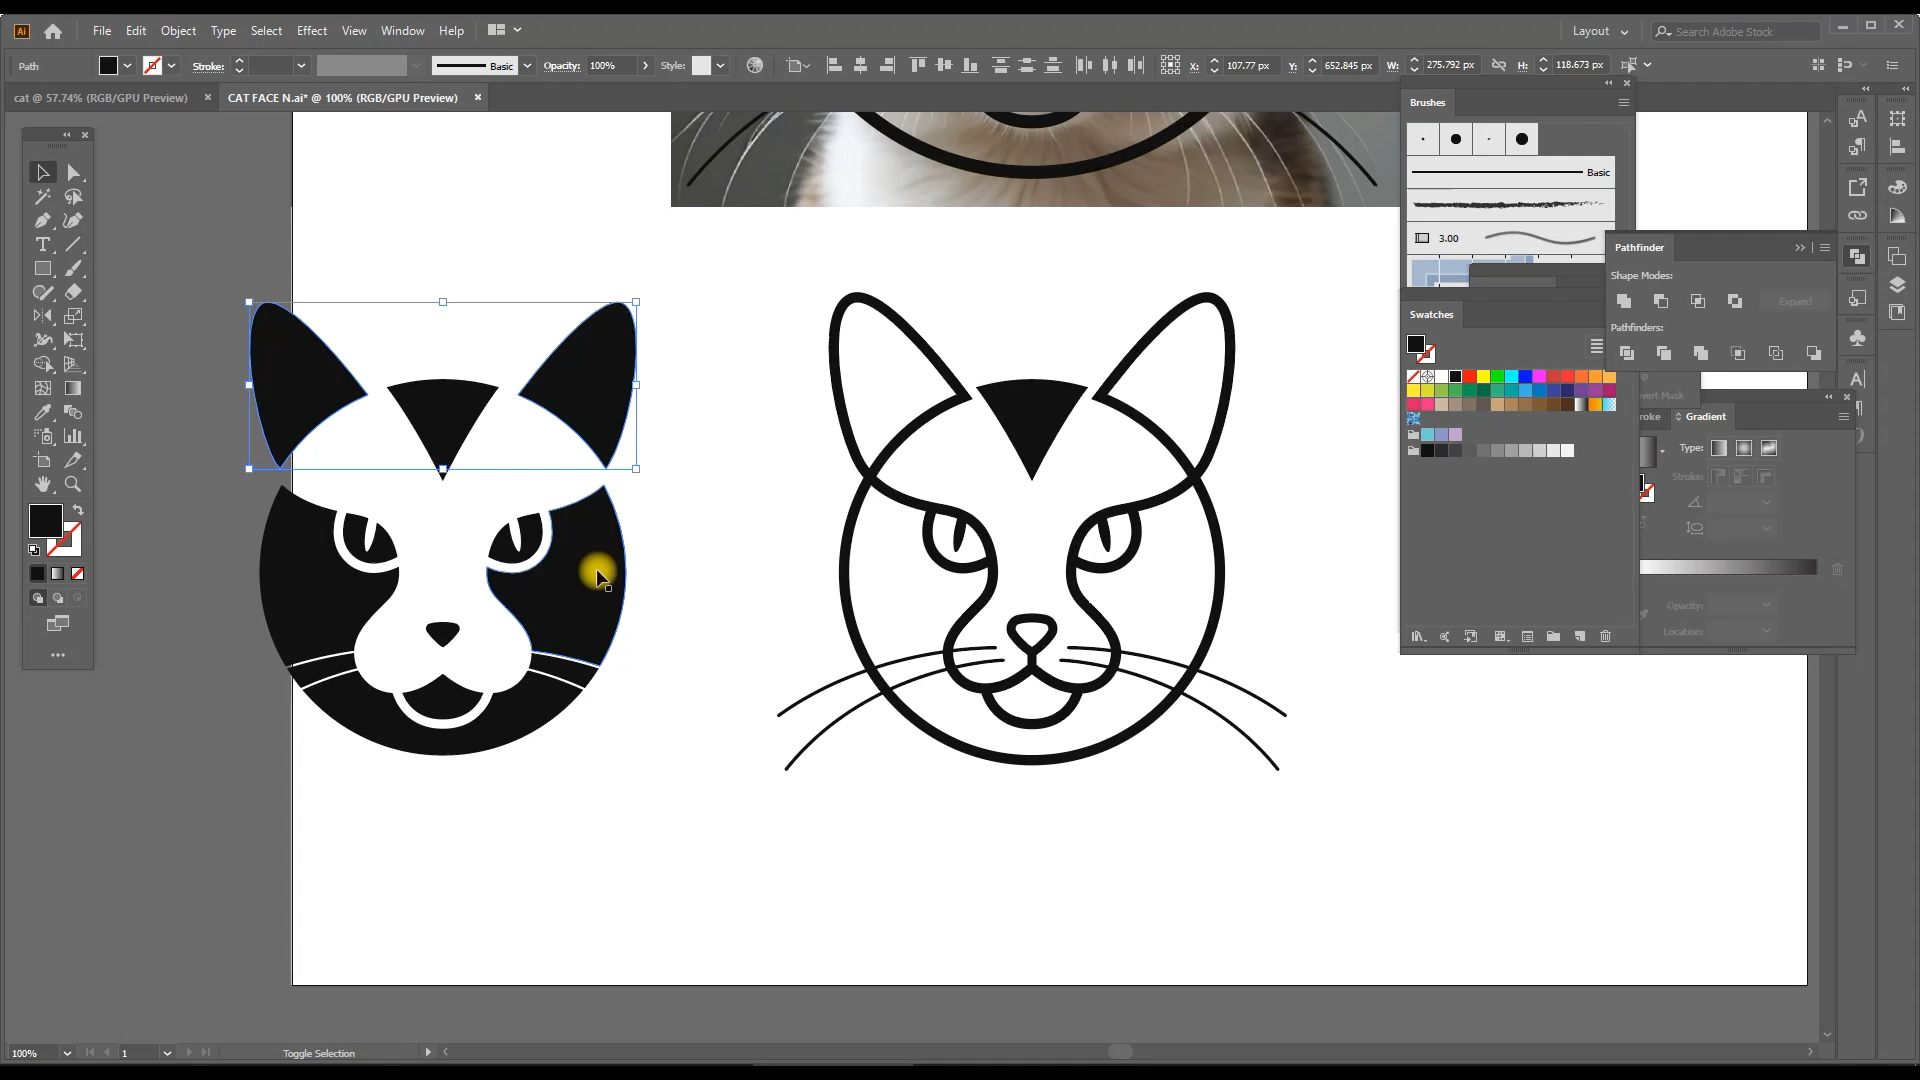 Ai File Edit Object Type Select Effect View Window Help Layout Search Adobe Stock
Path Stroke: Basic Opacity: 100% Style: X: 107.77 px Y: 652.845 px W: 275.792 px H: 118.673 px
cat @ 57.74% (RGB/GPU Preview) × CAT FACE N.ai* @ 100% (RGB/GPU Preview) ×
Brushes
Basic
3.00
Pathfinder
Shape Modes:
Expand
Pathfinders:
Swatches
Gradient
Type:
Stroke:
Opacity:
Location:
100% 1 Toggle Selection